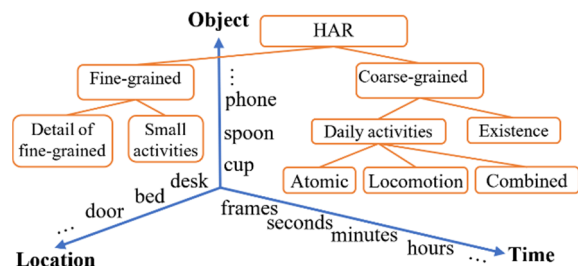 Object
HAR
Fine-grained
Coarse-grained
Detail of
fine-grained
Small
activities
Daily activities
Existence
Atomic
Locomotion
Combined
...
phone
spoon
cup
desk
bed
door
...
Location
frames
seconds
minutes
hours
...
Time